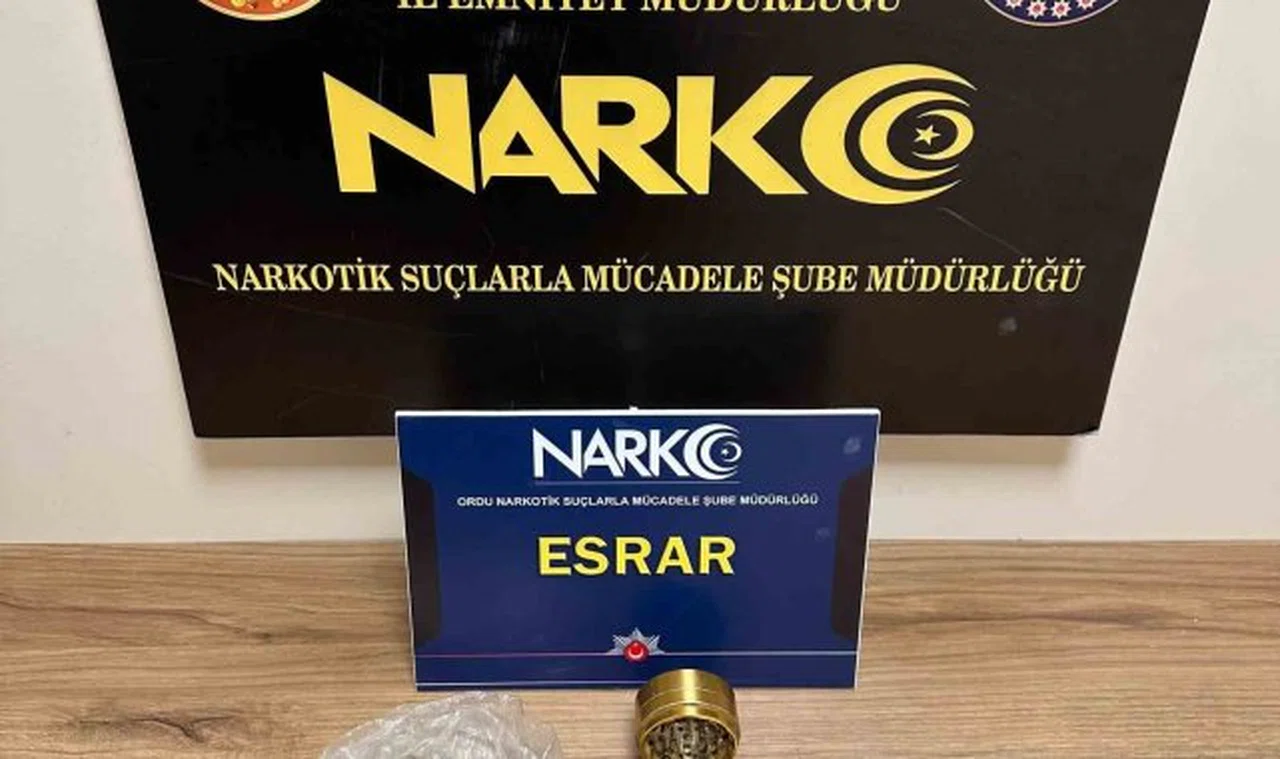 İL EMNİYET MÜDÜRLÜĞÜ
NARKO
NARKOTİK SUÇLARLA MÜCADELE ŞUBE MÜDÜRLÜĞÜ
NARKO
ORDU NARKOTİK SUÇLARLA MÜCADELE ŞUBE MÜDÜRLÜĞÜ
ESRAR